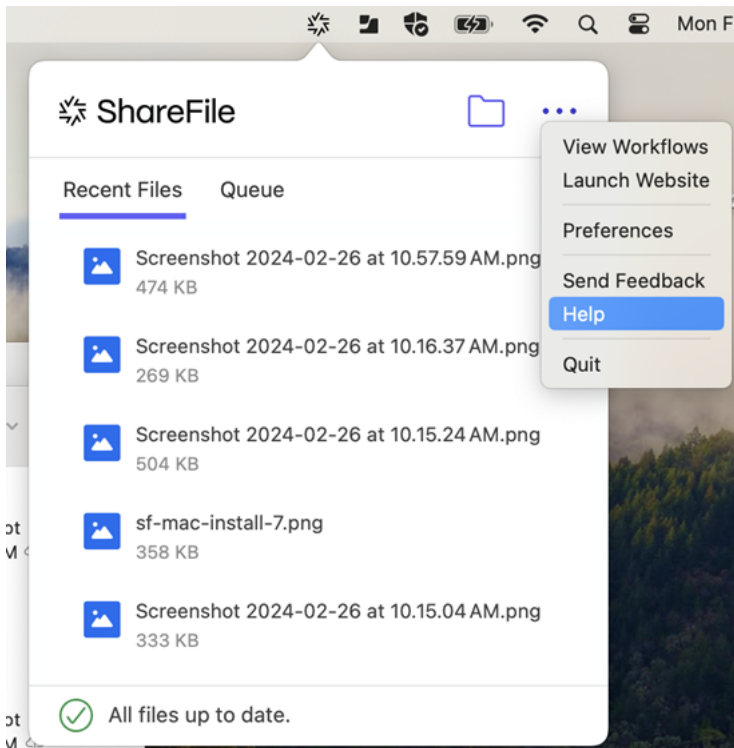 Mon F
ShareFile
View Workflows
Launch Website
Preferences
Send Feedback
Help
Quit
Recent Files
Queue
Screenshot 2024-02-26 at 10.57.59 AM.png
474 KB
Screenshot 2024-02-26 at 10.16.37 AM.png
269 KB
Screenshot 2024-02-26 at 10.15.24 AM.png
504 KB
sf-mac-install-7.png
358 KB
Screenshot 2024-02-26 at 10.15.04 AM.png
333 KB
All files up to date.
ot
M
ot
M